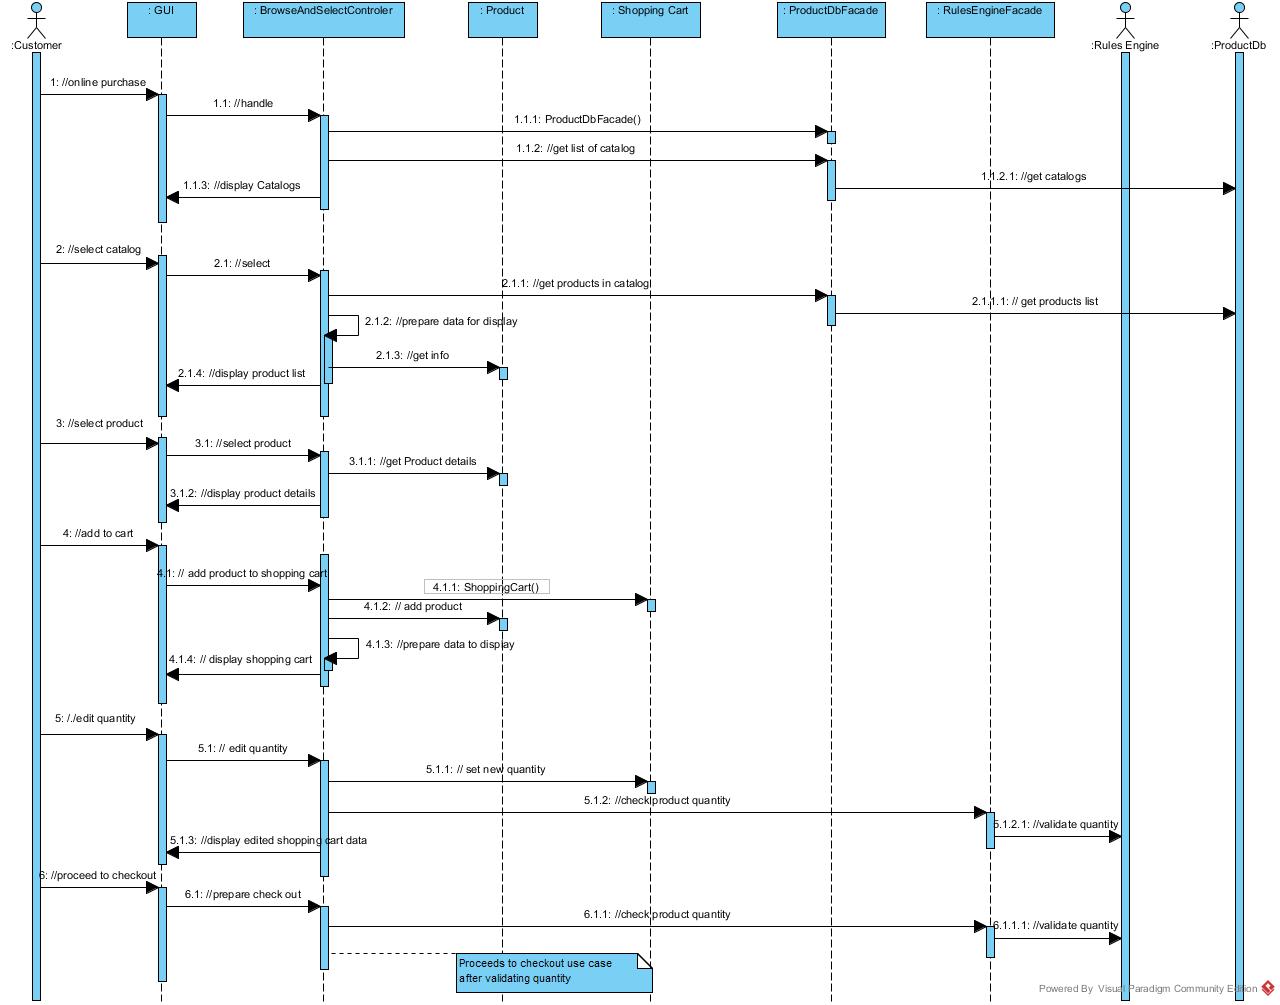 : GUI
: BrowseAndSelectControler
: Product
: Shopping Cart
: ProductDbFacade
: RulesEngineFacade
:Customer
:Rules Engine
:ProductDb
1: //online purchase
1.1: //handle
1.1.1: ProductDbFacade()
1.1.2: //get list of catalog
1.1.2.1: //get catalogs
1.1.3: //display Catalogs
2: //select catalog
2.1: //select
2.1.1: //get products in catalog
2.1.1.1: // get products list
2.1.2: //prepare data for display
2.1.3: //get info
2.1.4: //display product list
3: //select product
3.1: //select product
3.1.1: //get Product details
3.1.2: //display product details
4: //add to cart
4.1: // add product to shopping cart
4.1.1: ShoppingCart()
4.1.2: // add product
4.1.3: //prepare data to display
4.1.4: // display shopping cart
5: /./edit quantity
5.1: // edit quantity
5.1.1: // set new quantity
5.1.2: //check product quantity
5.1.2.1: //validate quantity
5.1.3: //display edited shopping cart data
6: //proceed to checkout
6.1: //prepare check out
6.1.1: //check product quantity
6.1.1.1: //validate quantity
Proceeds to checkout use case
after validating quantity
Powered By Visual Paradigm Community Edition